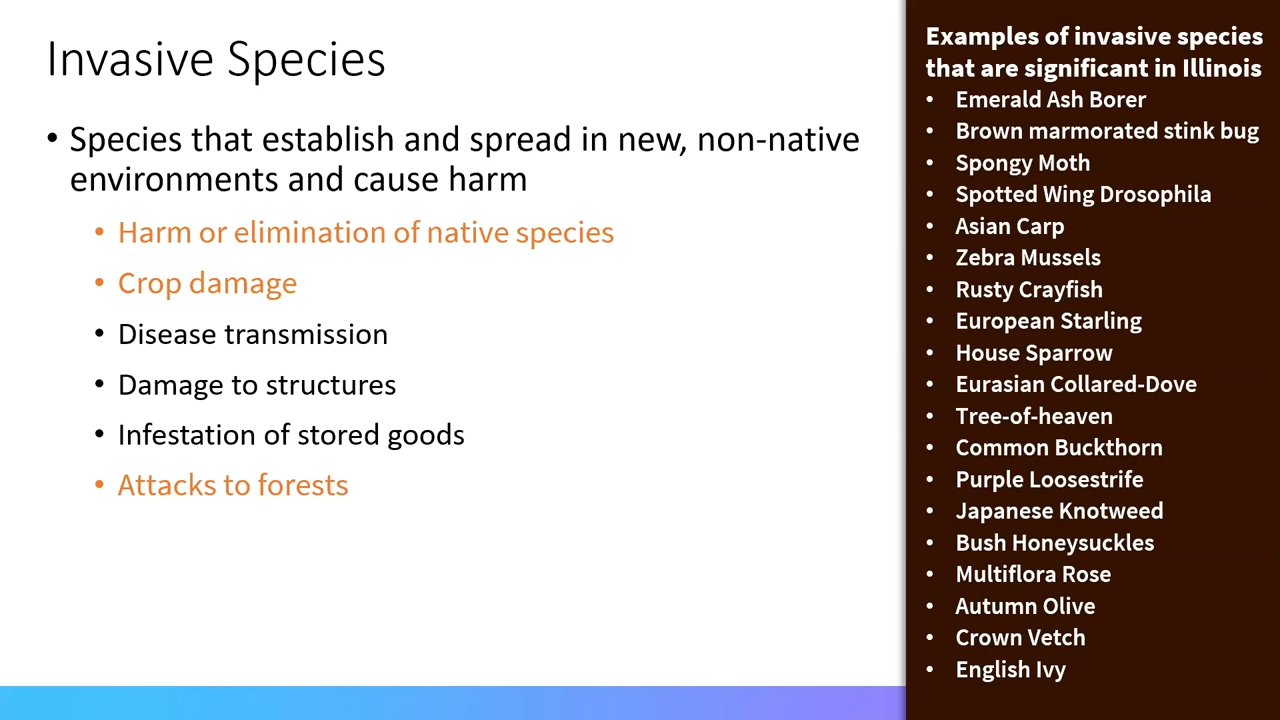 Invasive Species
• Species that establish and spread in new, non-native
environments and cause harm
• Harm or elimination of native species
• Crop damage
• Disease transmission
• Damage to structures
• Infestation of stored goods
• Attacks to forests
Examples of invasive species
that are significant in Illinois
• Emerald Ash Borer
• Brown marmorated stink bug
• Spongy Moth
• Spotted Wing Drosophila
• Asian Carp
• Zebra Mussels
• Rusty Crayfish
• European Starling
• House Sparrow
• Eurasian Collared-Dove
• Tree-of-heaven
• Common Buckthorn
• Purple Loosestrife
• Japanese Knotweed
• Bush Honeysuckles
• Multiflora Rose
• Autumn Olive
• Crown Vetch
• English Ivy